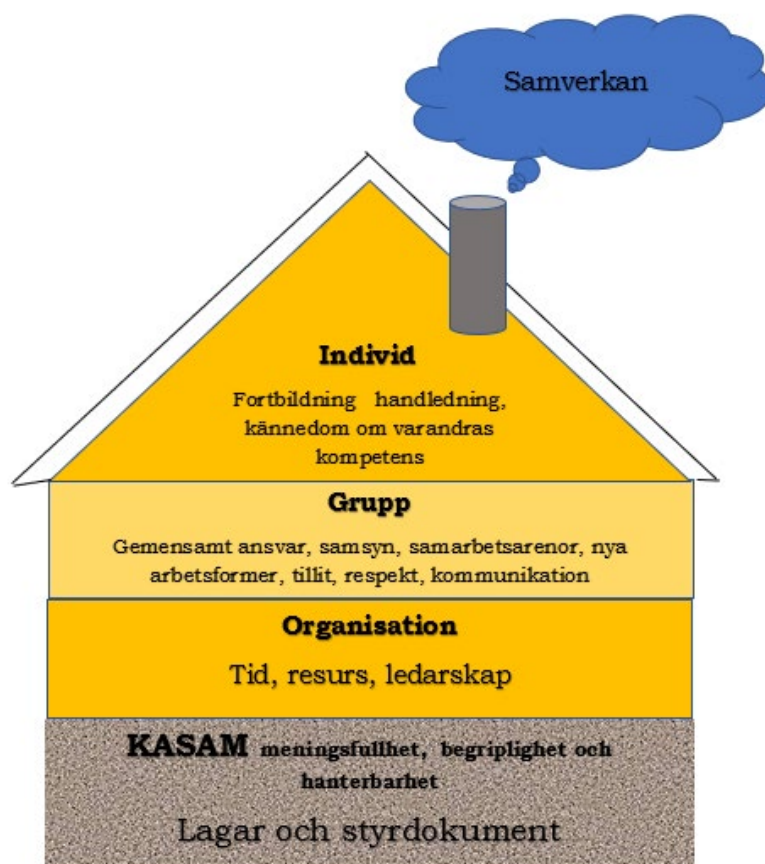 Samverkan
Individ
Fortbildning handledning,
kännedom om varandras
kompetens
Grupp
Gemensamt ansvar, samsyn, samarbetsarenor, nya
arbetsformer, tillit, respekt, kommunikation
Organisation
Tid, resurs, ledarskap
KASAM meningsfullhet, begriplighet och
hanterbarhet
Lagar och styrdokument